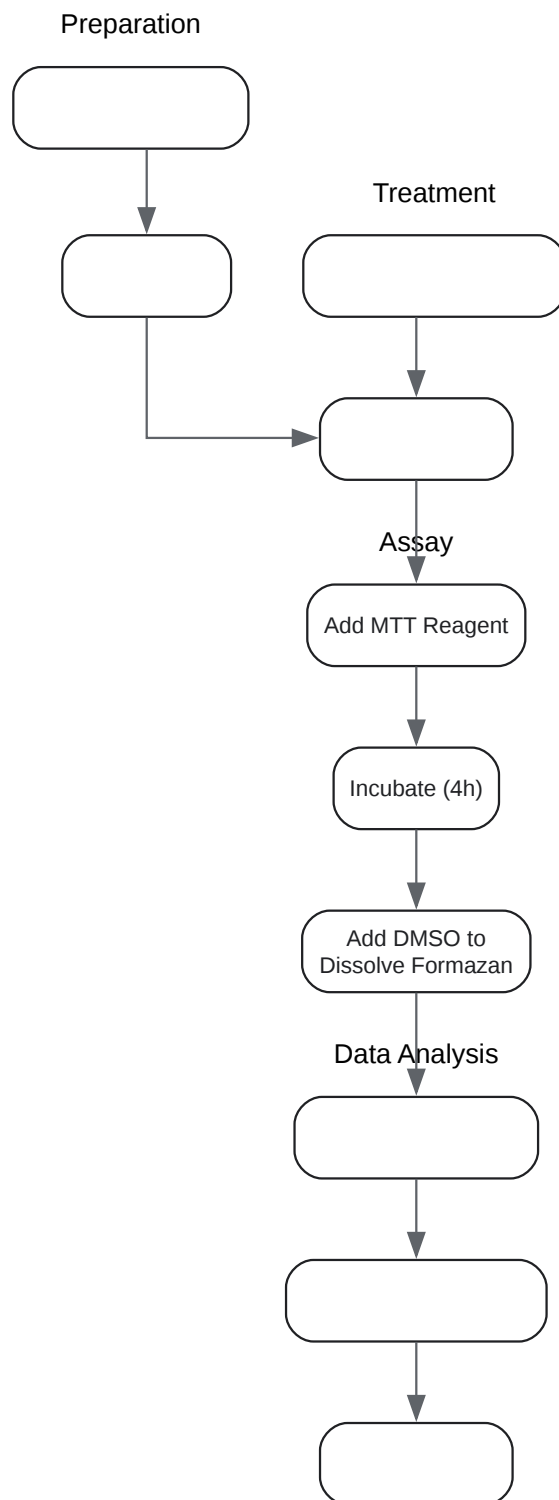 Preparation
Treatment
Assay
Add MTT Reagent
Incubate (4h)
Add DMSO to
Dissolve Formazan
Data Analysis